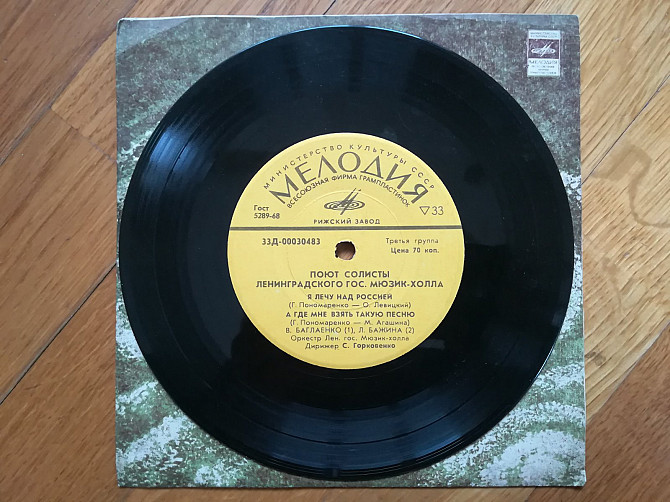 МЕЛОДИЯ
МИНИСТЕРСТВО КУЛЬТУРЫ СССР
МЕЛОДИЯ
ВСЕСОЮЗНАЯ ФИРМА ГРАМПЛАСТИНОК
Гост
5289-68
▽33
РИЖСКИЙ ЗАВОД
33Д-00030483
Третья группа
Цена 70 коп.
ПОЮТ СОЛИСТЫ
ЛЕНИНГРАДСКОГО ГОС. МЮЗИК-ХОЛЛА
Я ЛЕЧУ НАД РОССИЕЙ
(Г. Пономаренко — О. Левицкий)
А ГДЕ МНЕ ВЗЯТЬ ТАКУЮ ПЕСНЮ
(Г. Пономаренко — М. Агашина)
В. БАГЛАЕНКО (1), Л. БАЖИНА (2)
Оркестр Лен. гос. Мюзик-холла
Дирижер С. Горковенко